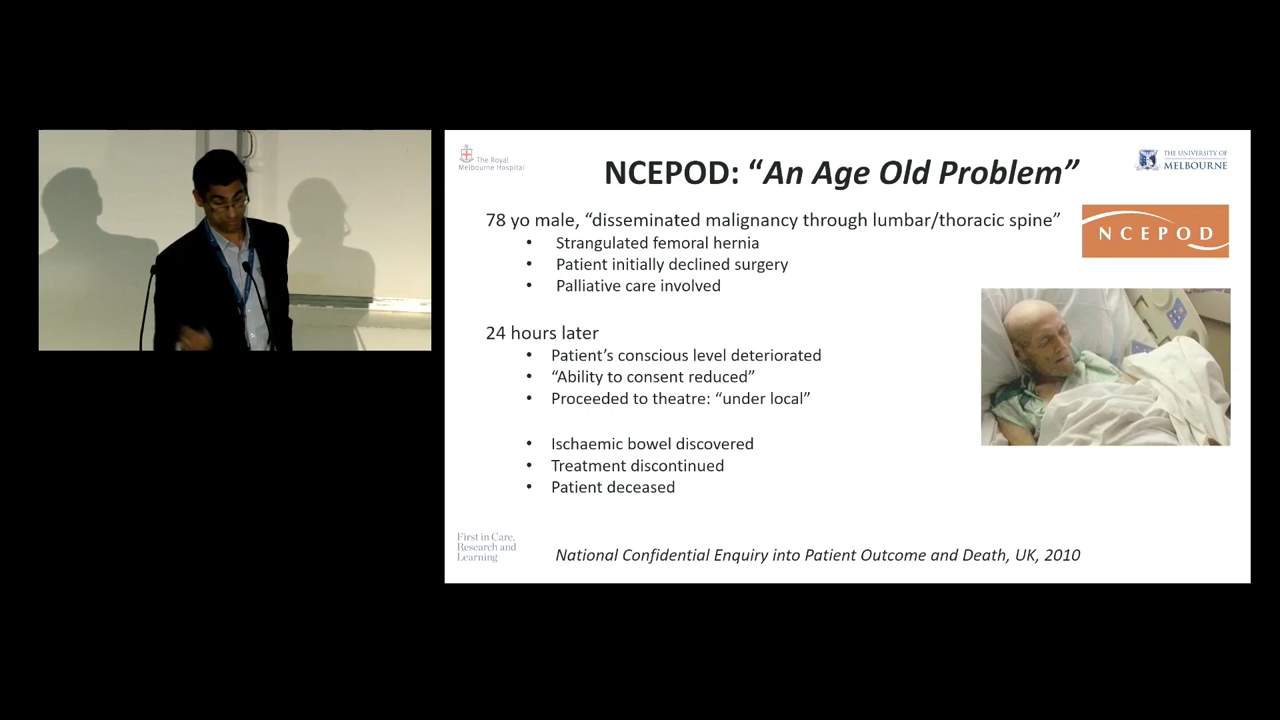 The Royal
Melbourne Hospital
NCEPOD: “An Age Old Problem”
THE UNIVERSITY OF
MELBOURNE
78 yo male, “disseminated malignancy through lumbar/thoracic spine”
NCEPOD
• Strangulated femoral hernia
• Patient initially declined surgery
• Palliative care involved
24 hours later
• Patient’s conscious level deteriorated
• “Ability to consent reduced”
• Proceeded to theatre: “under local”
• Ischaemic bowel discovered
• Treatment discontinued
• Patient deceased
First in Care,
Research and
Learning
National Confidential Enquiry into Patient Outcome and Death, UK, 2010